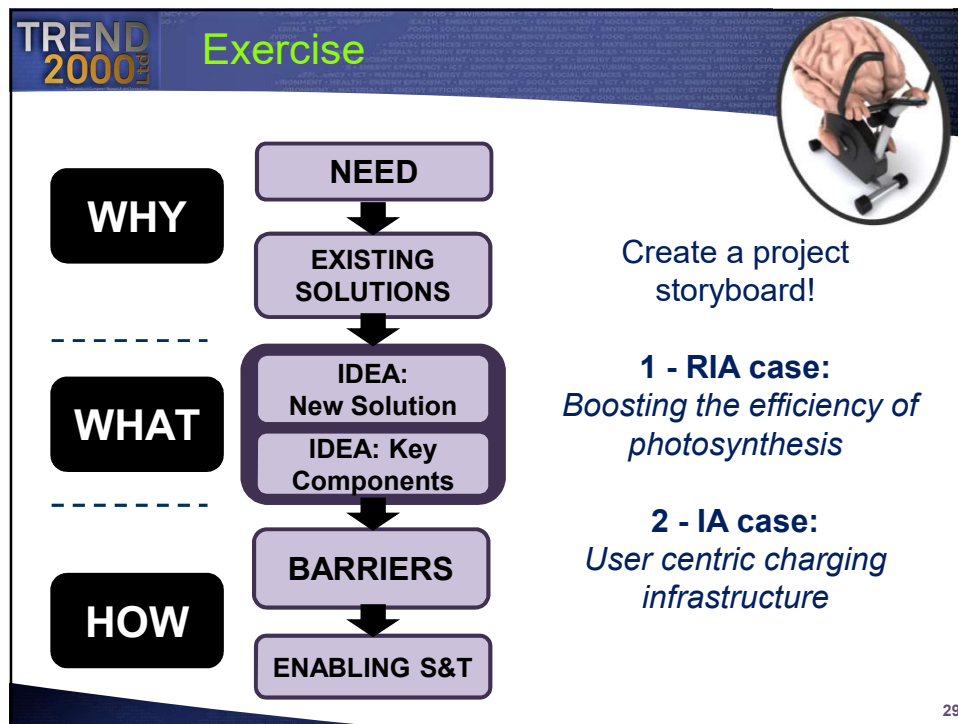 TREND
2000 Ltd
Exercise
WHY
NEED
EXISTING
SOLUTIONS
WHAT
IDEA:
New Solution
IDEA: Key
Components
HOW
BARRIERS
ENABLING S&T
Create a project
storyboard!
1 - RIA case:
Boosting the efficiency of
photosynthesis
2 - IA case:
User centric charging
infrastructure
29